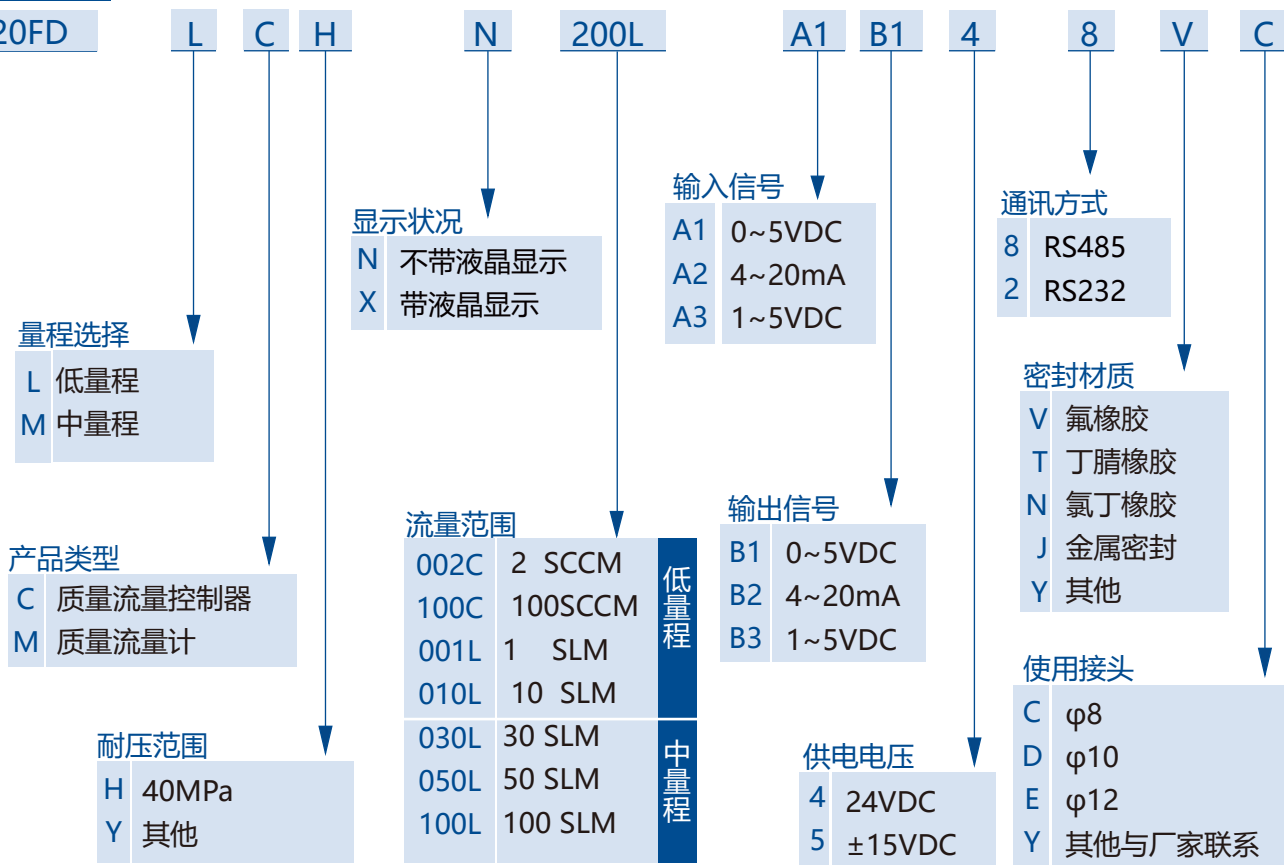 20FD L C H N 200L A1 B1 4 8 V C
量程选择
L 低量程
M 中量程
产品类型
C 质量流量控制器
M 质量流量计
耐压范围
H 40MPa
Y 其他
显示状况
N 不带液晶显示
X 带液晶显示
流量范围
002C 2 SCCM
100C 100SCCM
001L 1 SLM
010L 10 SLM
低量程
030L 30 SLM
050L 50 SLM
100L 100 SLM
中量程
输入信号
A1 0~5VDC
A2 4~20mA
A3 1~5VDC
输出信号
B1 0~5VDC
B2 4~20mA
B3 1~5VDC
供电电压
4 24VDC
5 ±15VDC
通讯方式
8 RS485
2 RS232
密封材质
V 氟橡胶
T 丁腈橡胶
N 氯丁橡胶
J 金属密封
Y 其他
使用接头
C φ8
D φ10
E φ12
Y 其他与厂家联系